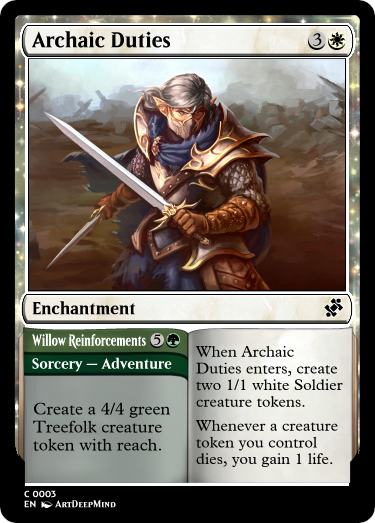 Archaic Duties 3
Enchantment
Willow Reinforcements 5
Sorcery — Adventure
Create a 4/4 green
Treefolk creature
token with reach.
When Archaic
Duties enters, create
two 1/1 white Soldier
creature tokens.
Whenever a creature
token you control
dies, you gain 1 life.
C 0003
EN ArtDeepMind